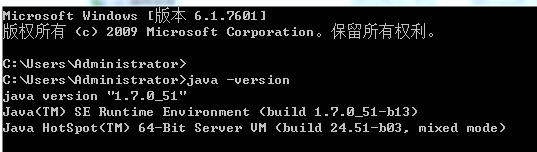 Microsoft Windows [版本 6.1.7601]
版权所有 (c) 2009 Microsoft Corporation。保留所有权利。
C:\Users\Administrator>
C:\Users\Administrator>java -version
java version "1.7.0_51"
Java(TM) SE Runtime Environment (build 1.7.0_51-b13)
Java HotSpot(TM) 64-Bit Server VM (build 24.51-b03, mixed mode)